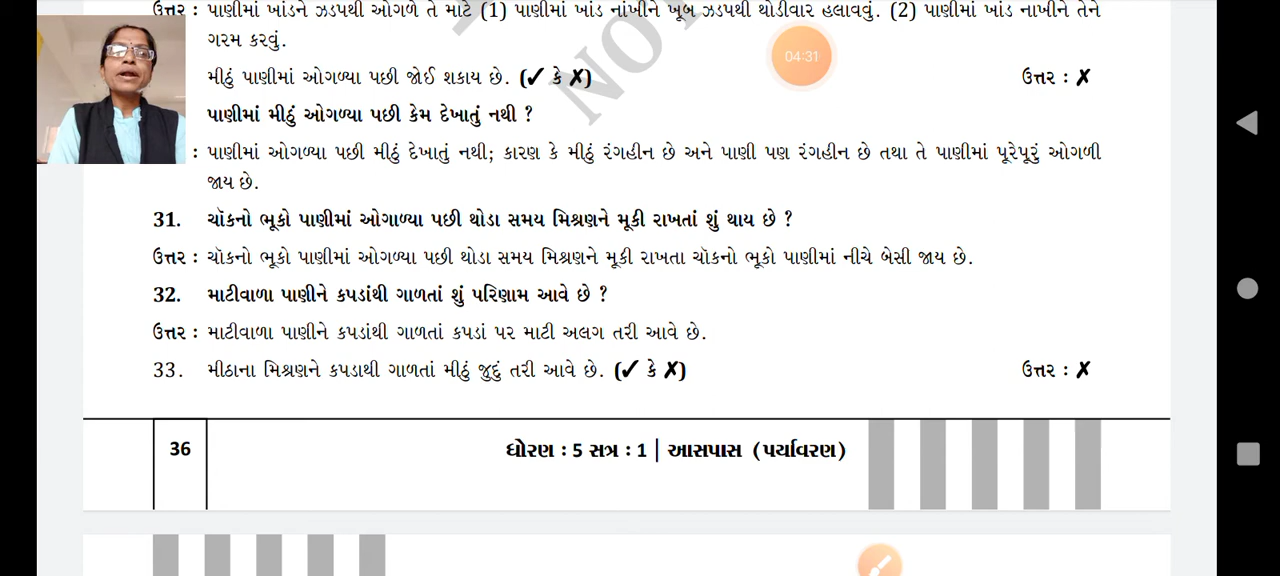 ઉત્તર : પાણીમાં ખાંડને ઝડપથી ઓગળે તે માટે (1) પાણીમાં ખાંડ નાંખીને ખૂબ ઝડપથી થોડીવાર હલાવવું. (2) પાણીમાં ખાંડ નાખીને તેને
ગરમ કરવું.
04:31
મીઠું પાણીમાં ઓગળ્યા પછી જોઈ શકાય છે. (✓ કે ✗) ઉત્તર : ✗
પાણીમાં મીઠું ઓગળ્યા પછી કેમ દેખાતું નથી ?
: પાણીમાં ઓગળ્યા પછી મીઠું દેખાતું નથી; કારણ કે મીઠું રંગહીન છે અને પાણી પણ રંગહીન છે તથા તે પાણીમાં પૂરેપૂરું ઓગળી
જાય છે.
31. ચૉકનો ભૂકો પાણીમાં ઓગાળ્યા પછી થોડા સમય મિશ્રણને મૂકી રાખતાં શું થાય છે ?
ઉત્તર : ચૉકનો ભૂકો પાણીમાં ઓગળ્યા પછી થોડા સમય મિશ્રણને મૂકી રાખતા ચૉકનો ભૂકો પાણીમાં નીચે બેસી જાય છે.
32. માટીવાળા પાણીને કપડાંથી ગાળતાં શું પરિણામ આવે છે ?
ઉત્તર : માટીવાળા પાણીને કપડાંથી ગાળતાં કપડાં પર માટી અલગ તરી આવે છે.
33. મીઠાના મિશ્રણને કપડાથી ગાળતાં મીઠું જુદું તરી આવે છે. (✓ કે ✗) ઉત્તર : ✗
36 ધોરણ : 5 સત્ર : 1 | આસપાસ (પર્યાવરણ)